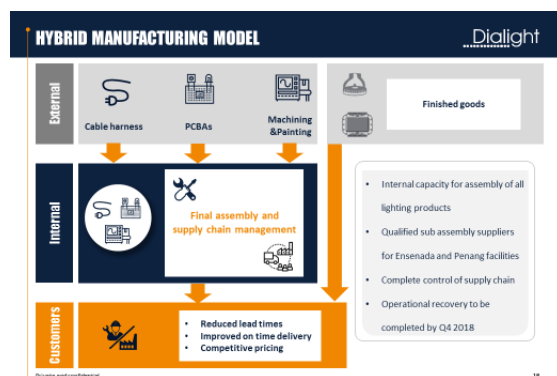 HYBRID MANUFACTURING MODEL
Dialight
External
Cable harness
PCBAs
Machining
&Painting
Finished goods
Internal
Final assembly and
supply chain management
• Internal capacity for assembly of all
lighting products
• Qualified sub assembly suppliers
for Ensenada and Penang facilities
• Complete control of supply chain
• Operational recovery to be
completed by Q4 2018
Customers
• Reduced lead times
• Improved on time delivery
• Competitive pricing